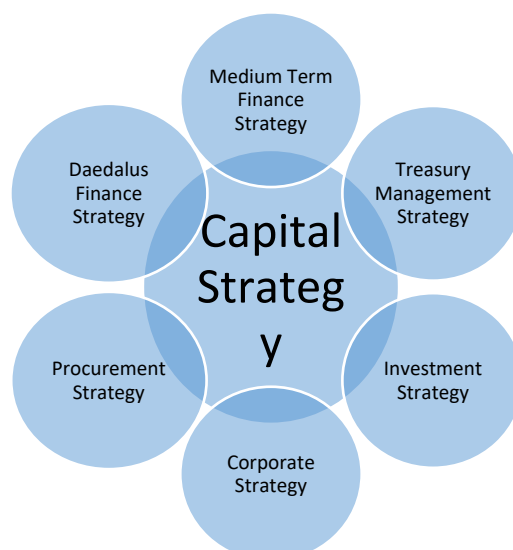 Medium Term
Finance
Strategy
Daedalus
Finance
Strategy
Treasury
Management
Strategy
Capital
Strateg
y
Procurement
Strategy
Investment
Strategy
Corporate
Strategy